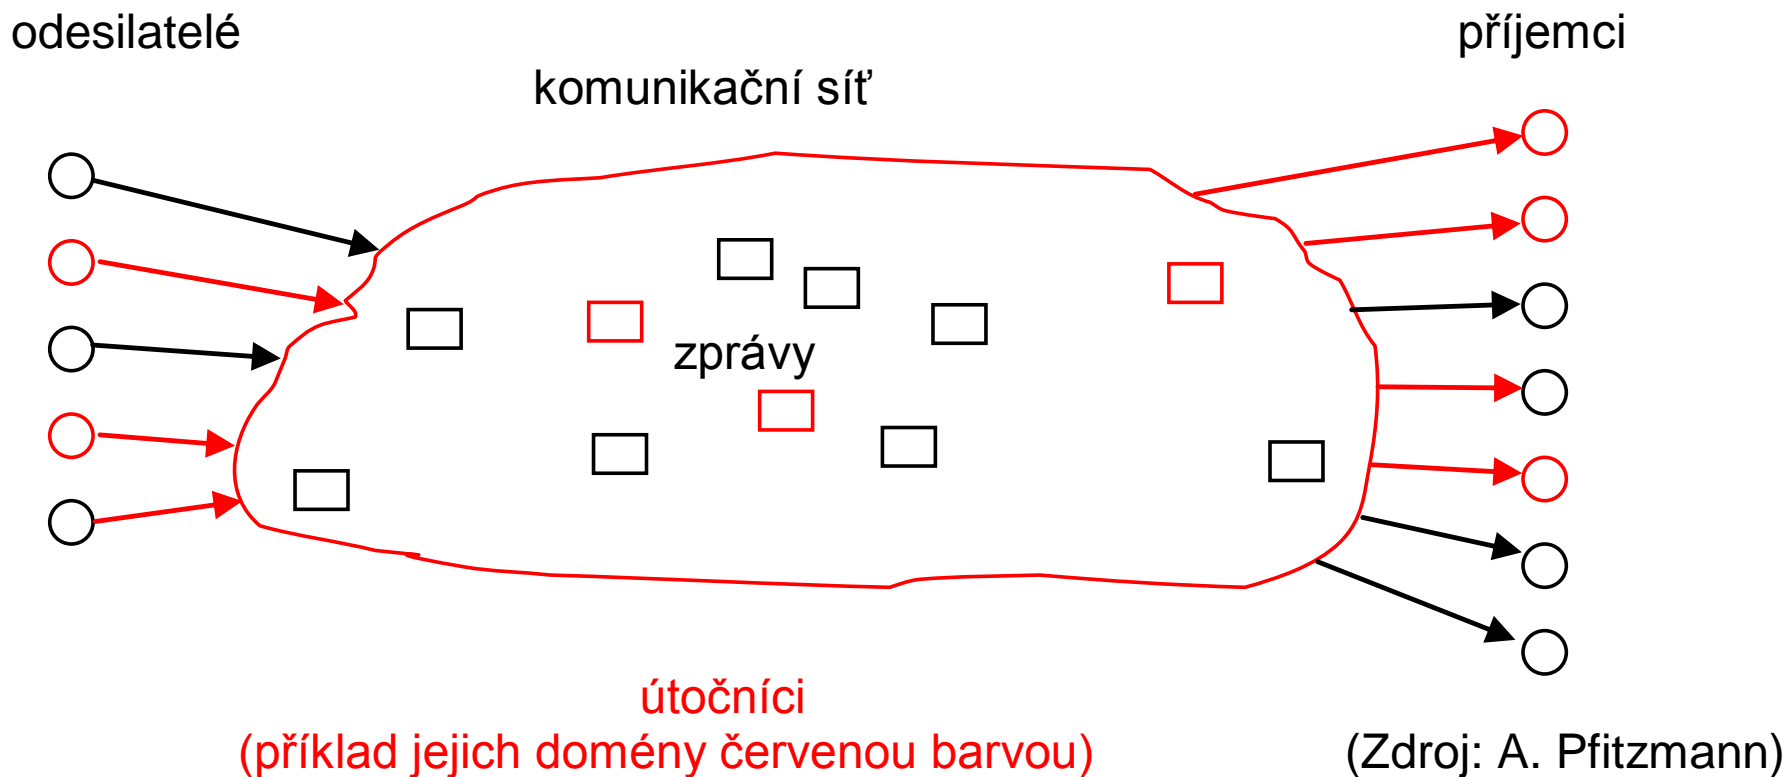 odesilatelé
příjemci
komunikační síť
zprávy
útočníci
(příklad jejich domény červenou barvou)
(Zdroj: A. Pfitzmann)